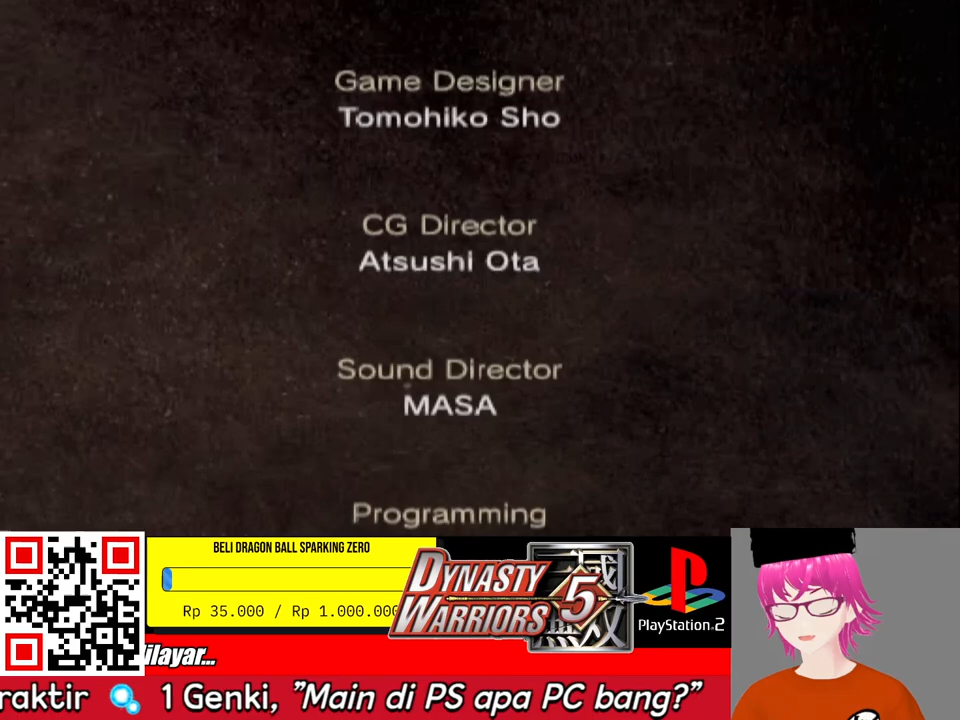 Game Designer
Tomohiko Sho
CG Director
Atsushi Ota
Sound Director
MASA
Programming
BELI DRAGON BALL SPARKING ZERO
Rp 35.000 / Rp 1.000.000
DYNASTY
WARRIORS 5
PlayStation 2
ilayar...
raktir 1 Genki, "Main di PS apa PC bang?"